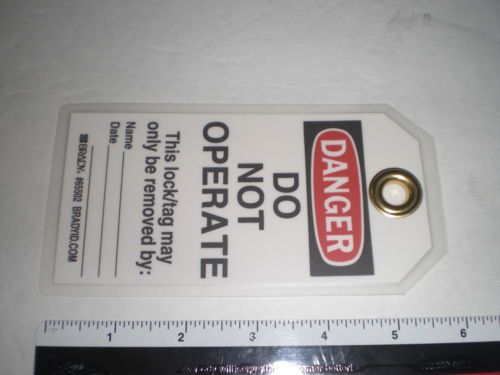 DANGER
DO
NOT
OPERATE
This lock/tag may
only be removed by:
Name
Date
BRADY® #65502 BRADYID.COM
1 2 3 4 5 6